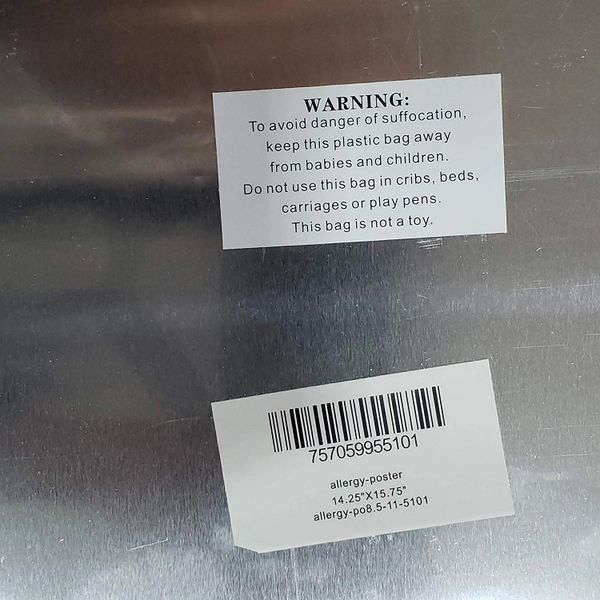 WARNING:
To avoid danger of suffocation,
keep this plastic bag away
from babies and children.
Do not use this bag in cribs, beds,
carriages or play pens.
This bag is not a toy.
757059955101
allergy-poster
14.25"X15.75"
allergy-po8.5-11-5101